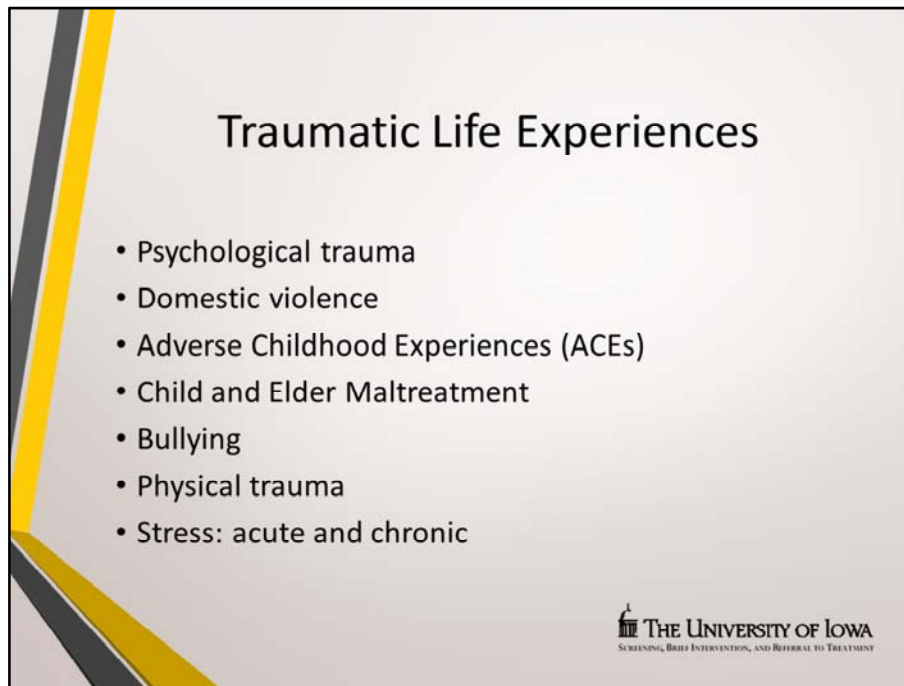 Traumatic Life Experiences
• Psychological trauma
• Domestic violence
• Adverse Childhood Experiences (ACEs)
• Child and Elder Maltreatment
• Bullying
• Physical trauma
• Stress: acute and chronic
THE UNIVERSITY OF IOWA
SCREENING, BRIEF INTERVENTION, AND REFERRAL TO TREATMENT